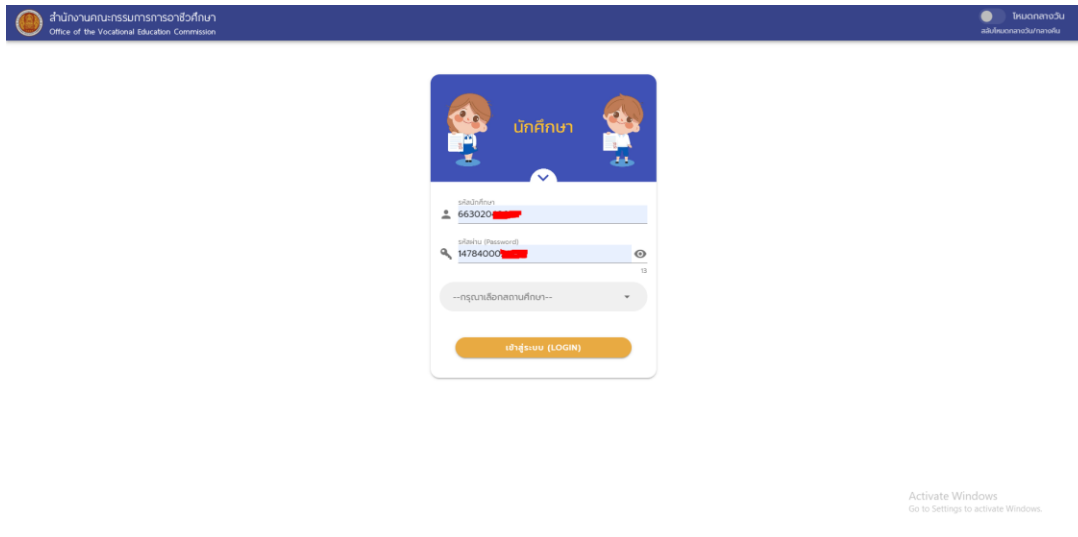 สำนักงานคณะกรรมการการอาชีวศึกษา
Office of the Vocational Education Commission
โหมดกลางวัน
สลับโหมดกลางวัน/กลางคืน
นักศึกษา
รหัสนักศึกษา
663020
รหัสผ่าน (Password)
14784000
13
--กรุณาเลือกสถานศึกษา--
เข้าสู่ระบบ (LOGIN)
Activate Windows
Go to Settings to activate Windows.